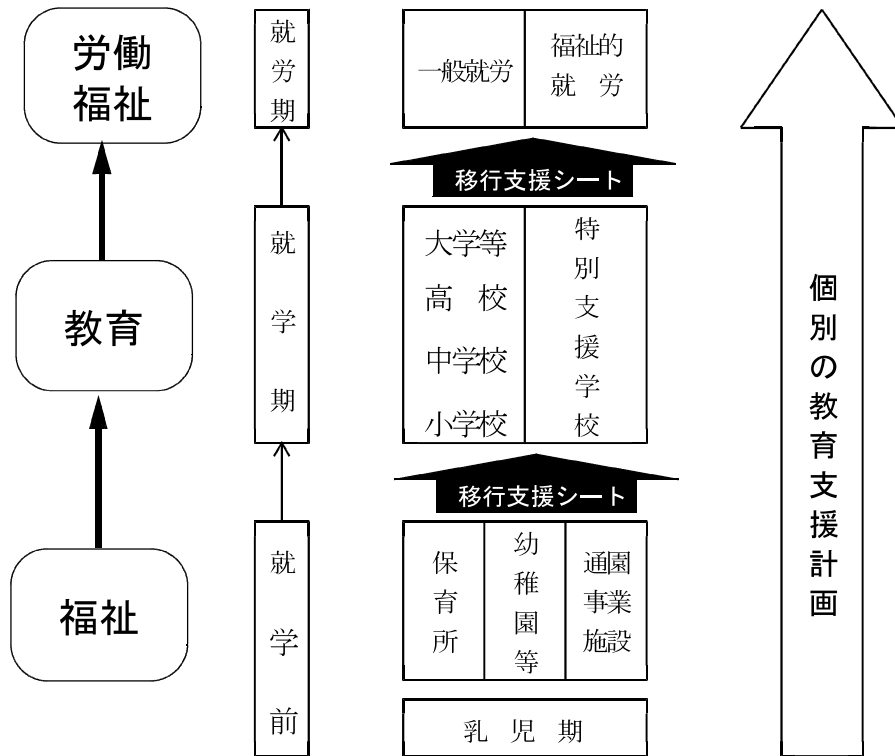 労働
福祉
就労期
一般就労
福祉的
就　労
移行支援シート
教育
就学期
大学等
高　校
中学校
小学校
特別支援学校
移行支援シート
福祉
就学前
保育所
幼稚園等
通園
事業
施設
乳児期
個別の教育支援計画